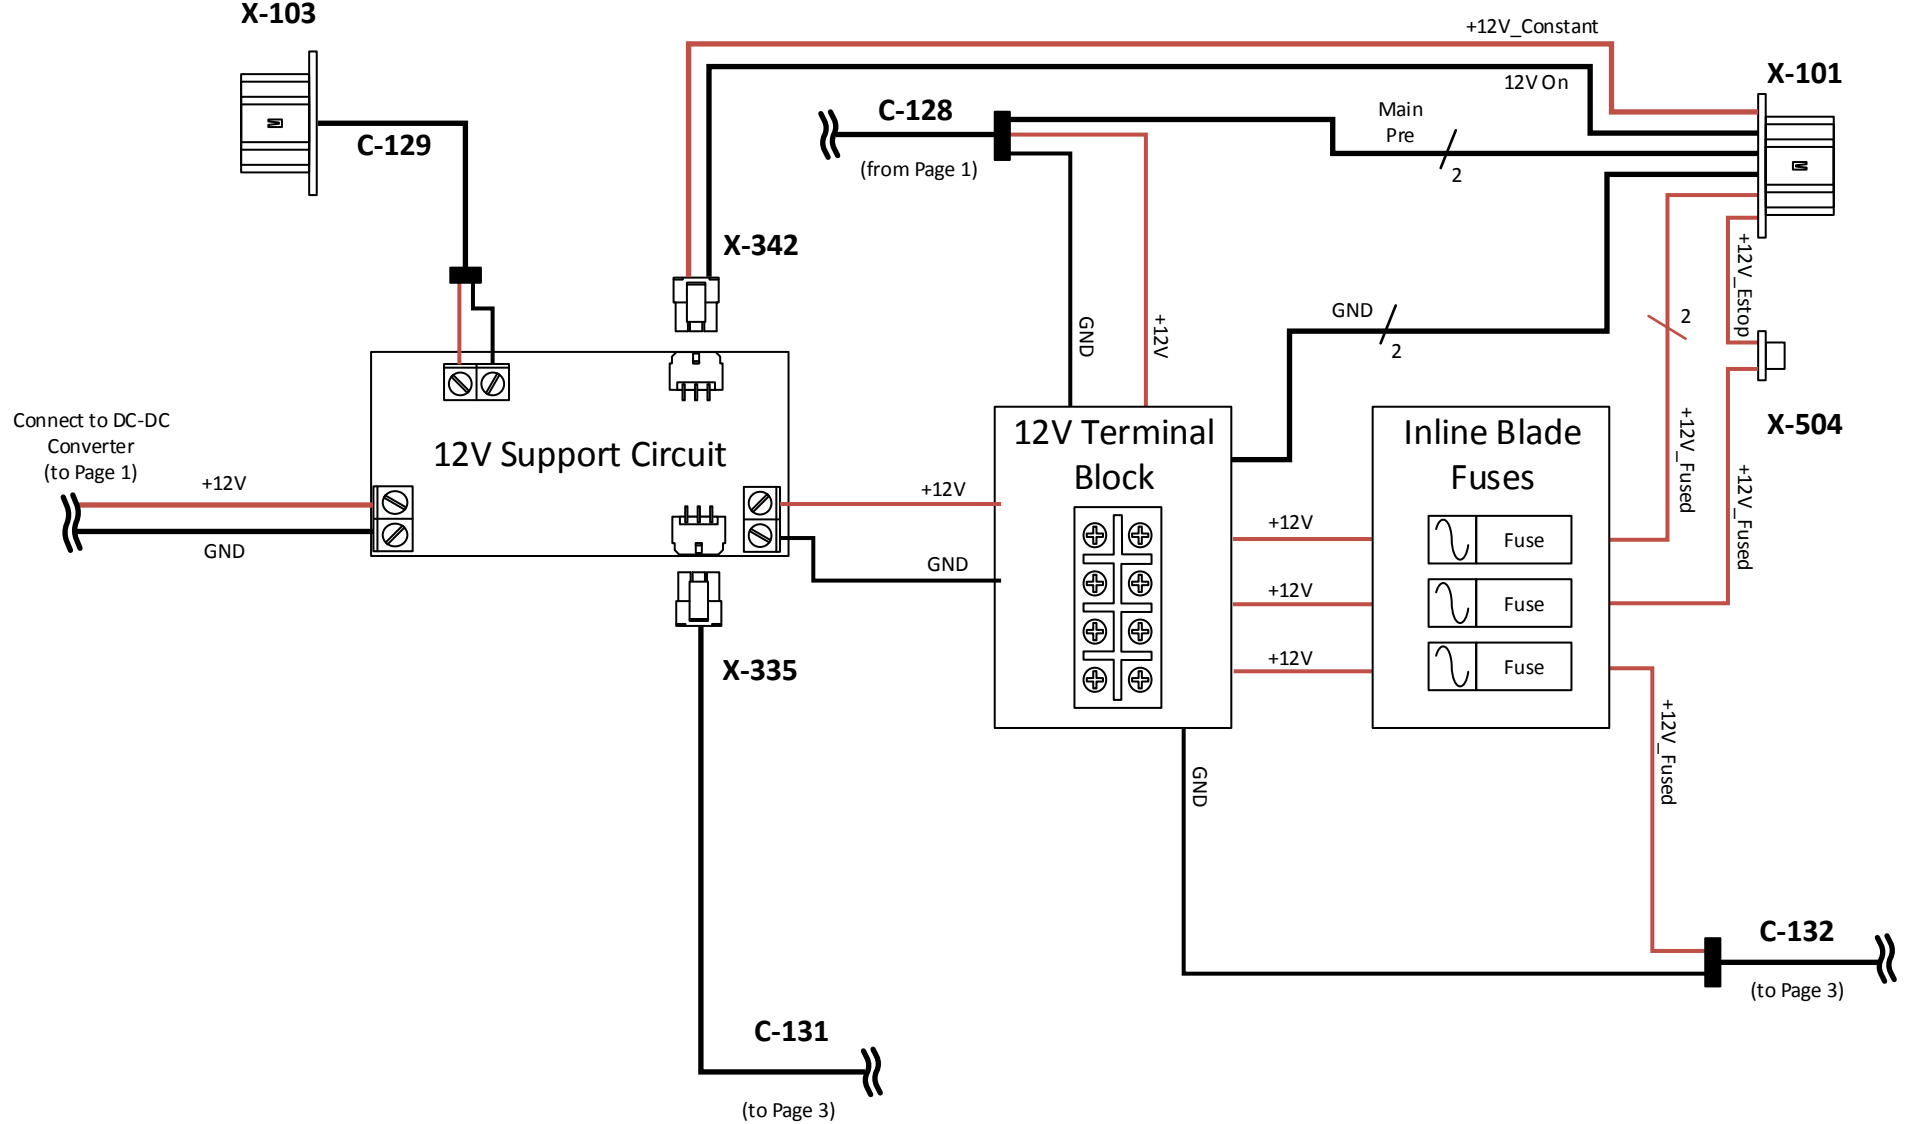 X-103
+12V_Constant
X-101
12V On
C-128
Main
Pre
C-129
(from Page 1)
2
X-342
+12V_Estop
GND
2
GND
+12V
2
Connect to DC-DC
Converter
(to Page 1)
12V Support Circuit
12V Terminal
Block
Inline Blade
Fuses
+12V_Fused
X-504
+12V_Fused
+12V
GND
+12V
GND
+12V
Fuse
+12V
Fuse
+12V
Fuse
X-335
+12V_Fused
GND
C-132
(to Page 3)
C-131
(to Page 3)